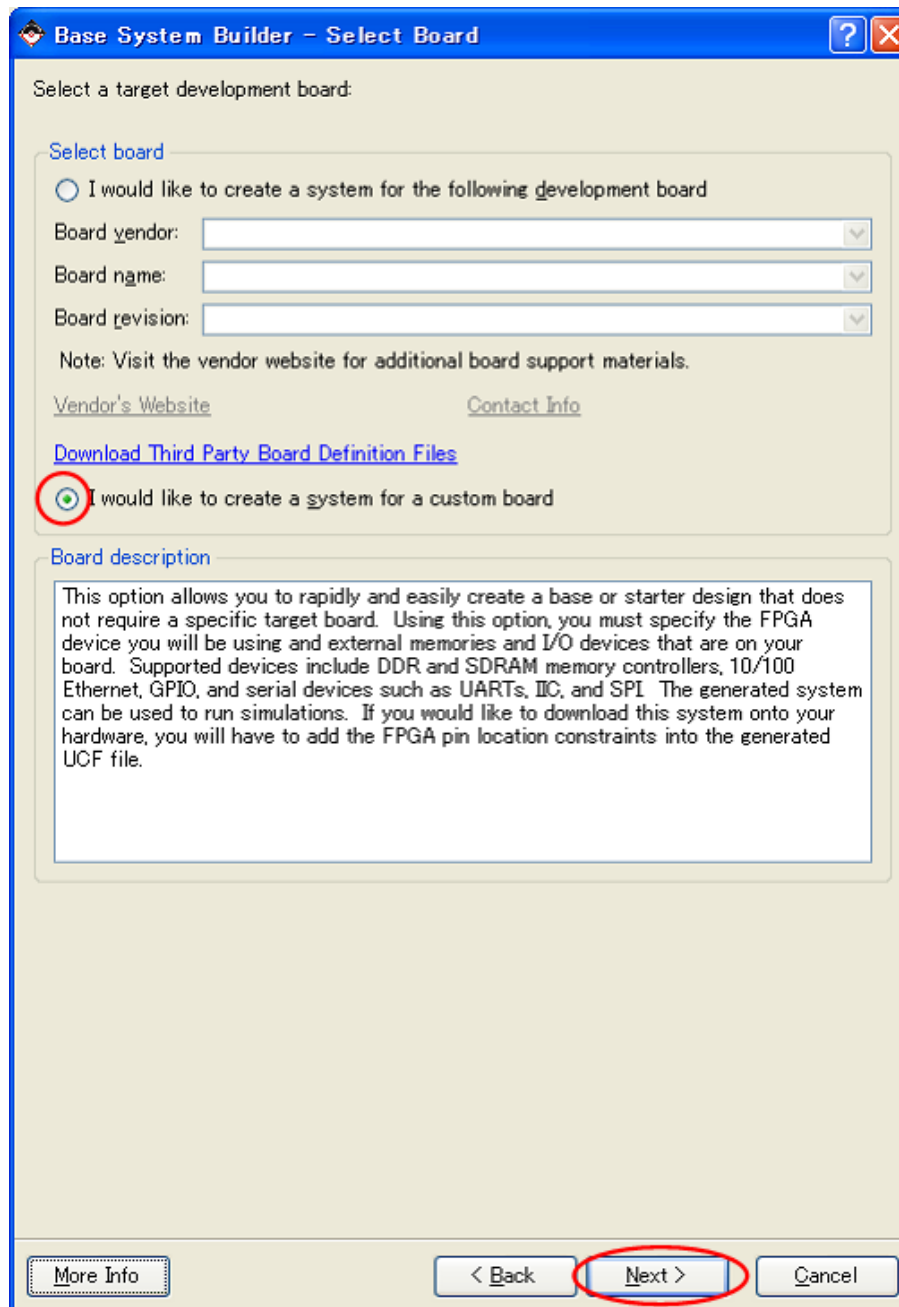 Base System Builder - Select Board
?
Select a target development board:
Select board
I would like to create a system for the following development board
Board vendor:
Board name:
Board revision:
Note: Visit the vendor website for additional board support materials.
Vendor's Website Contact Info
Download Third Party Board Definition Files
I would like to create a system for a custom board
Board description
This option allows you to rapidly and easily create a base or starter design that does
not require a specific target board.  Using this option, you must specify the FPGA
device you will be using and external memories and I/O devices that are on your
board.  Supported devices include DDR and SDRAM memory controllers, 10/100
Ethernet, GPIO, and serial devices such as UARTs, IIC, and SPI.  The generated system
can be used to run simulations.  If you would like to download this system onto your
hardware, you will have to add the FPGA pin location constraints into the generated
UCF file.
More Info < Back Next > Cancel